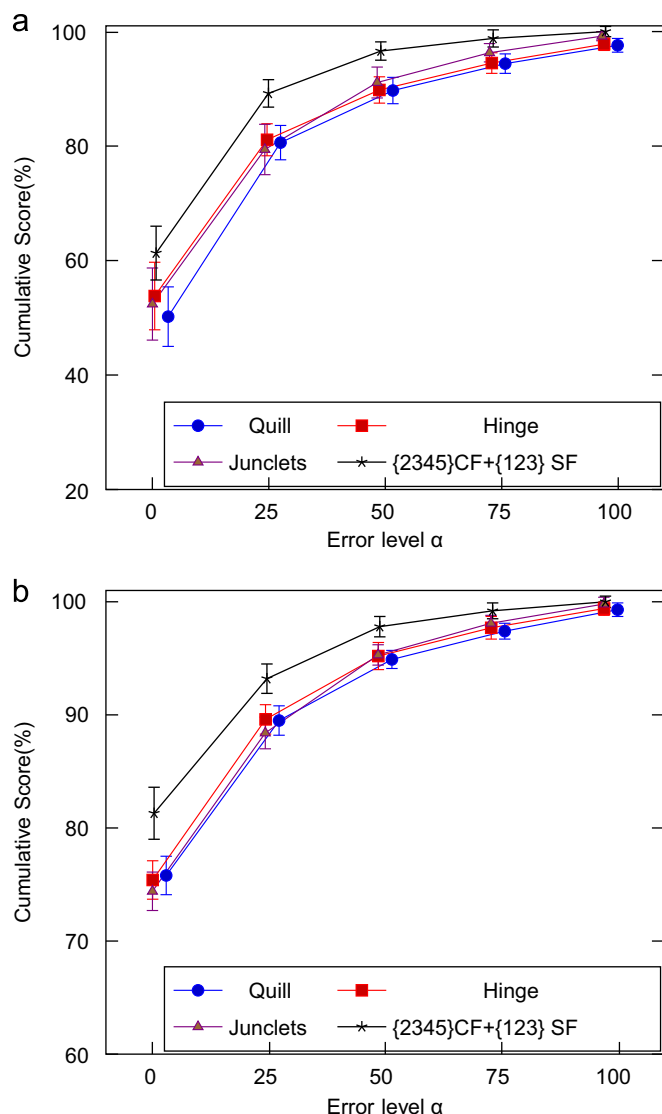 a
100
80
60
40
20
Cumulative Score(%)
Quill
Hinge
Junclets
{2345}CF+{123} SF
0
25
50
75
100
Error level α
b
100
90
80
70
60
Cumulative Score(%)
Quill
Hinge
Junclets
{2345}CF+{123} SF
0
25
50
75
100
Error level α